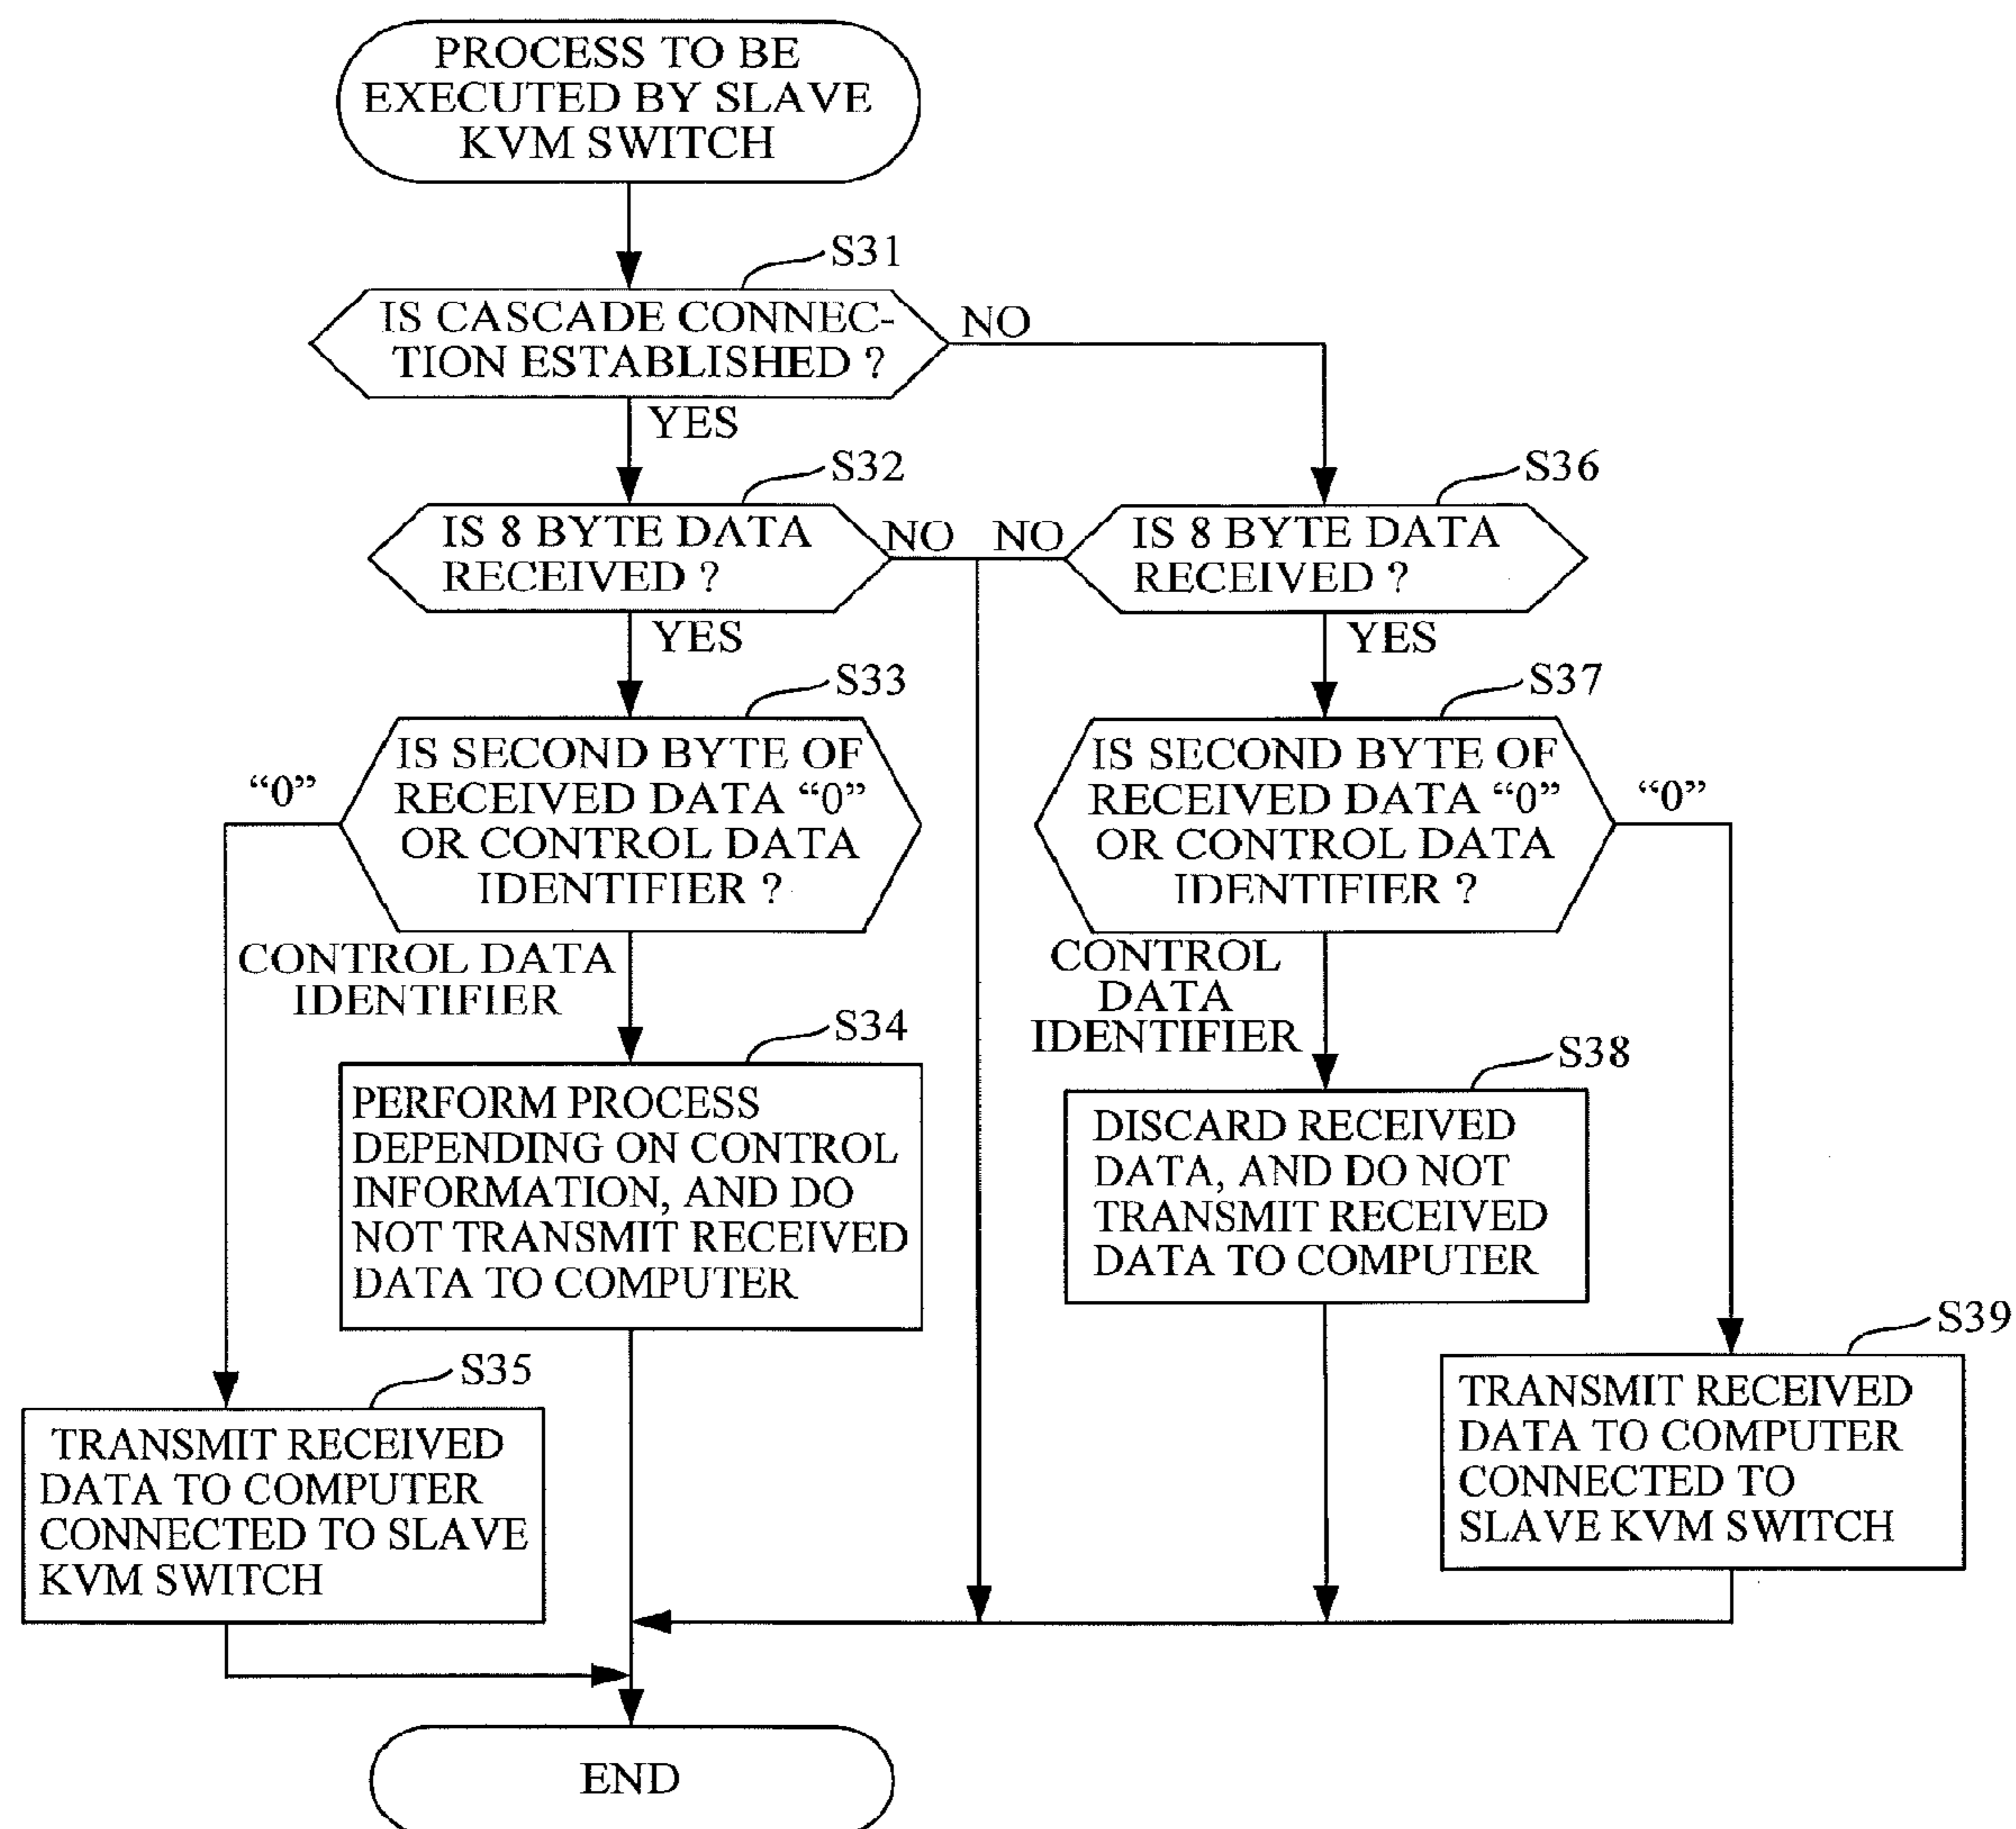 PROCESS TO BE
EXECUTED BY SLAVE
KVM SWITCH
S31
IS CASCADE CONNEC-
TION ESTABLISHED ?
NO
YES
S32
IS 8 BYTE DATA
RECEIVED ?
NO
YES
S36
IS 8 BYTE DATA
RECEIVED ?
NO
YES
S33
IS SECOND BYTE OF
RECEIVED DATA “0”
OR CONTROL DATA
IDENTIFIER ?
“0”
CONTROL DATA
IDENTIFIER
S37
IS SECOND BYTE OF
RECEIVED DATA “0”
OR CONTROL DATA
IDENTIFIER ?
“0”
CONTROL
DATA
IDENTIFIER
S34
PERFORM PROCESS
DEPENDING ON CONTROL
INFORMATION, AND DO
NOT TRANSMIT RECEIVED
DATA TO COMPUTER
S38
DISCARD RECEIVED
DATA, AND DO NOT
TRANSMIT RECEIVED
DATA TO COMPUTER
S35
TRANSMIT RECEIVED
DATA TO COMPUTER
CONNECTED TO SLAVE
KVM SWITCH
S39
TRANSMIT RECEIVED
DATA TO COMPUTER
CONNECTED TO
SLAVE KVM SWITCH
END